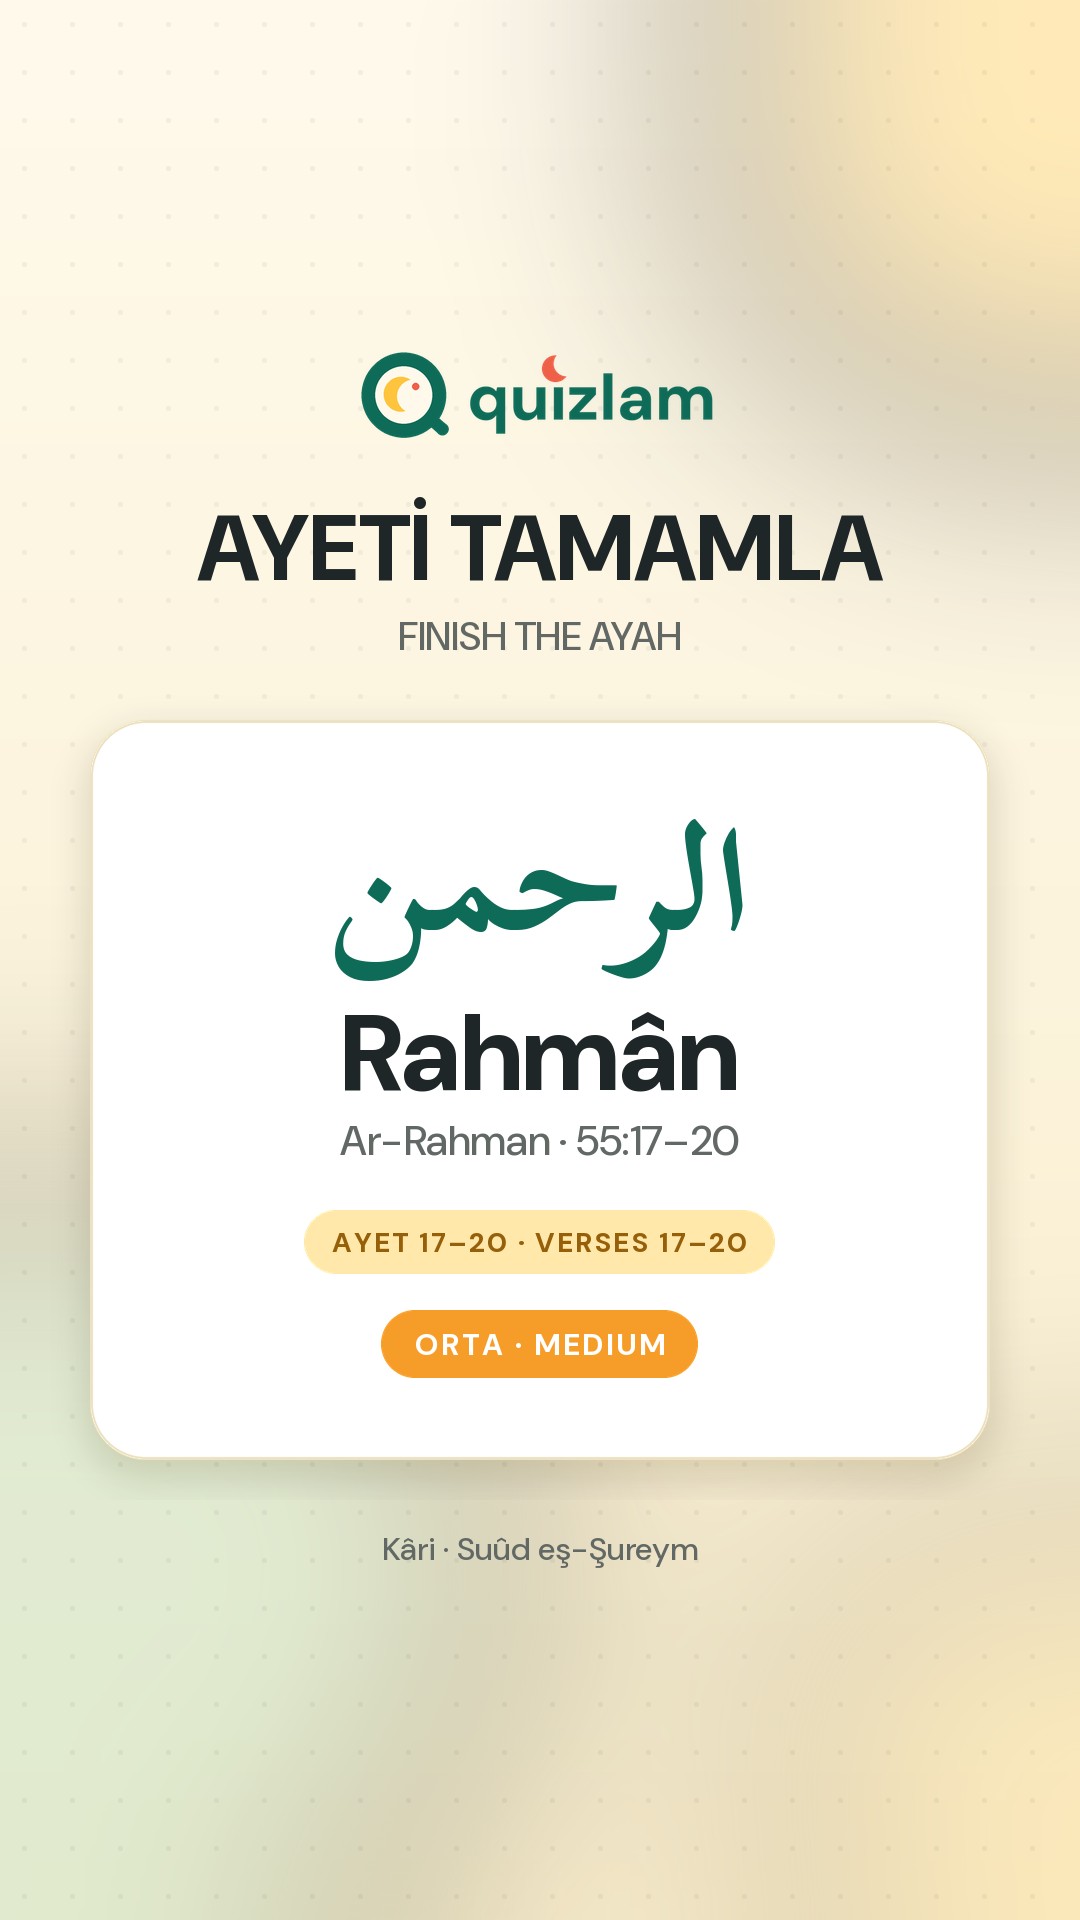 quizlam
AYETİ TAMAMLA
FINISH THE AYAH
الرحمن
Rahmân
Ar-Rahman · 55:17–20
AYET 17–20 · VERSES 17–20
ORTA · MEDIUM
Kâri · Suûd eş-Şureym